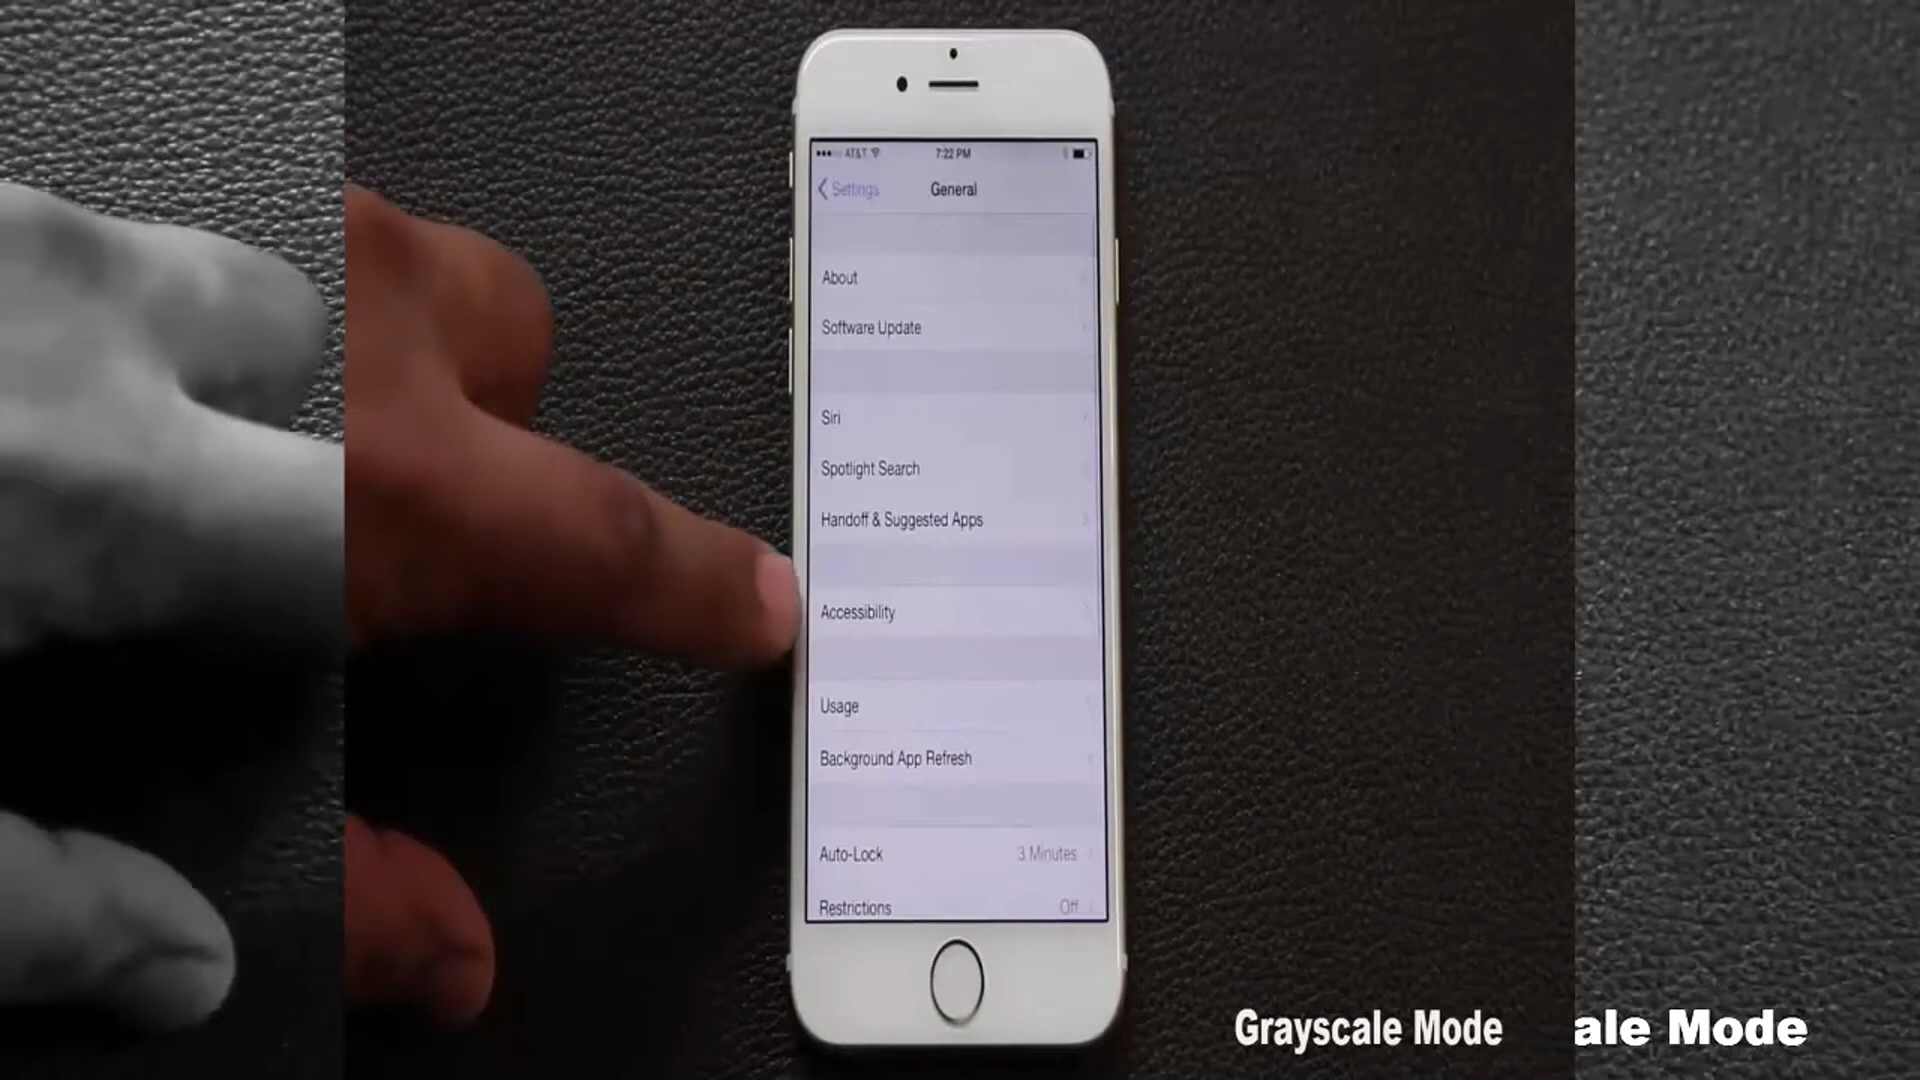 AT&T 7:22 PM
Settings General
About
Software Update
Siri
Spotlight Search
Handoff & Suggested Apps
Accessibility
Usage
Background App Refresh
Auto-Lock 3 Minutes
Restrictions Off
Grayscale Mode
ale Mode